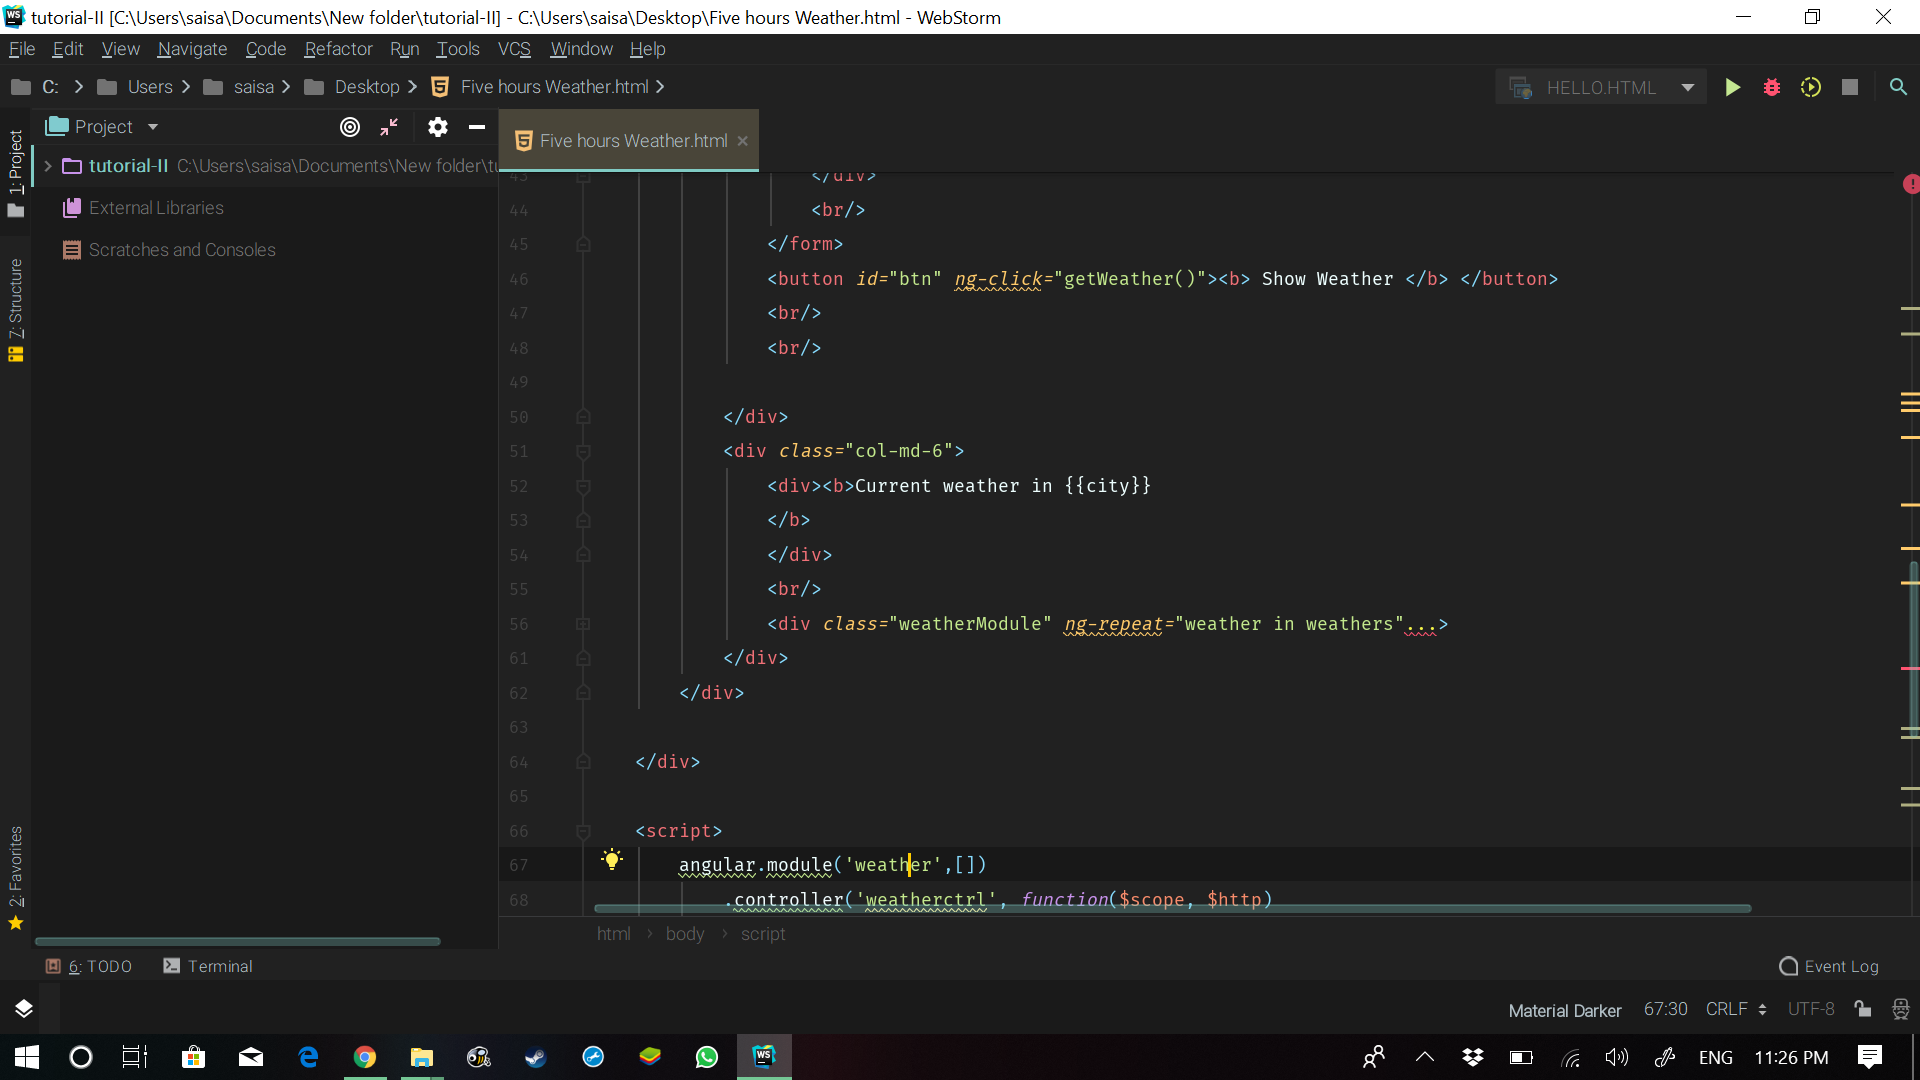 WS tutorial-II [C:\Users\saisa\Documents\New folder\tutorial-II] - C:\Users\saisa\Desktop\Five hours Weather.html - WebStorm
File Edit View Navigate Code Refactor Run Tools VCS Window Help
C: Users saisa Desktop 5 Five hours Weather.html HELLO.HTML
1: Project
7: Structure
2: Favorites
Project
tutorial-II C:\Users\saisa\Documents\New folder\tu
External Libraries
Scratches and Consoles
5 Five hours Weather.html
43 </div>
44 <br/>
45 </form>
46 <button id="btn" ng-click="getWeather()"><b> Show Weather </b> </button>
47 <br/>
48 <br/>
49
50 </div>
51 <div class="col-md-6">
52 <div><b>Current weather in {{city}}
53 </b>
54 </div>
55 <br/>
56 <div class="weatherModule" ng-repeat="weather in weathers"...>
61 </div>
62 </div>
63
64 </div>
65
66 <script>
67 angular.module('weather',[])
68 .controller('weatherctrl', function($scope, $http)
html > body > script
6: TODO Terminal Event Log
Material Darker 67:30 CRLF UTF-8
WS ENG 11:26 PM